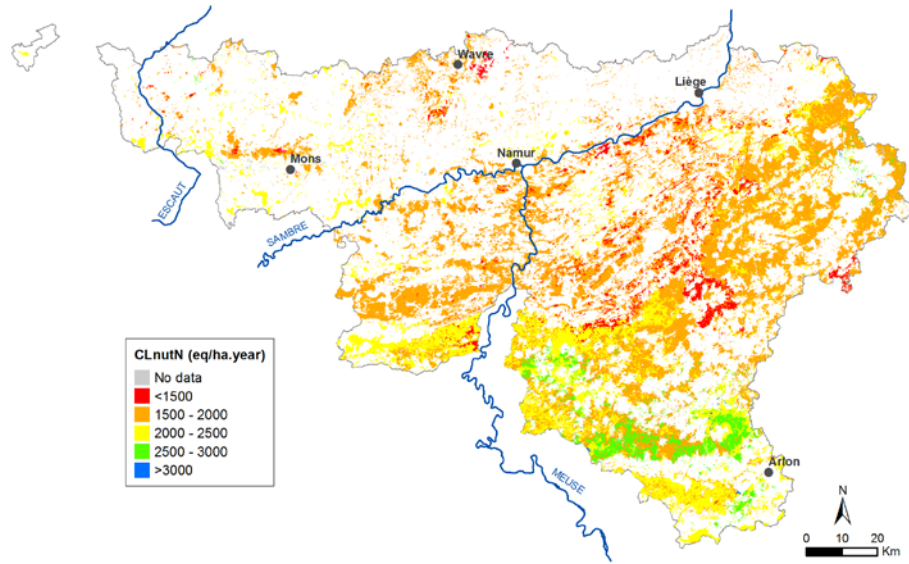 Wavre
Liège
Mons
Namur
ESCAUT
SAMBRE
CLnutN (eq/ha.year)
No data
<1500
1500 - 2000
2000 - 2500
2500 - 3000
>3000
MEUSE
Arlon
N
0 10 20
Km